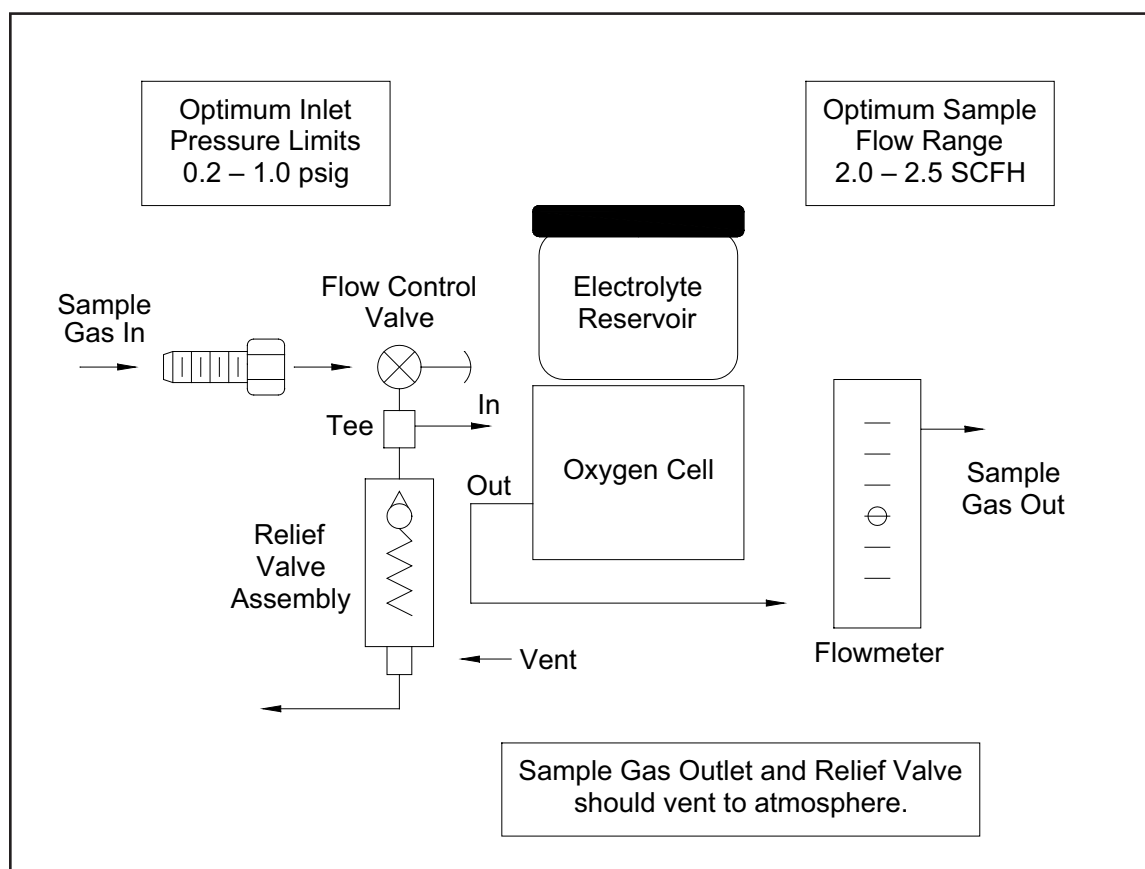 Optimum Inlet
Pressure Limits
0.2 – 1.0 psig
Optimum Sample
Flow Range
2.0 – 2.5 SCFH
Sample
Gas In
Flow Control
Valve
Electrolyte
Reservoir
Tee
In
Out
Oxygen Cell
Sample
Gas Out
Relief
Valve
Assembly
Vent
Flowmeter
Sample Gas Outlet and Relief Valve
should vent to atmosphere.